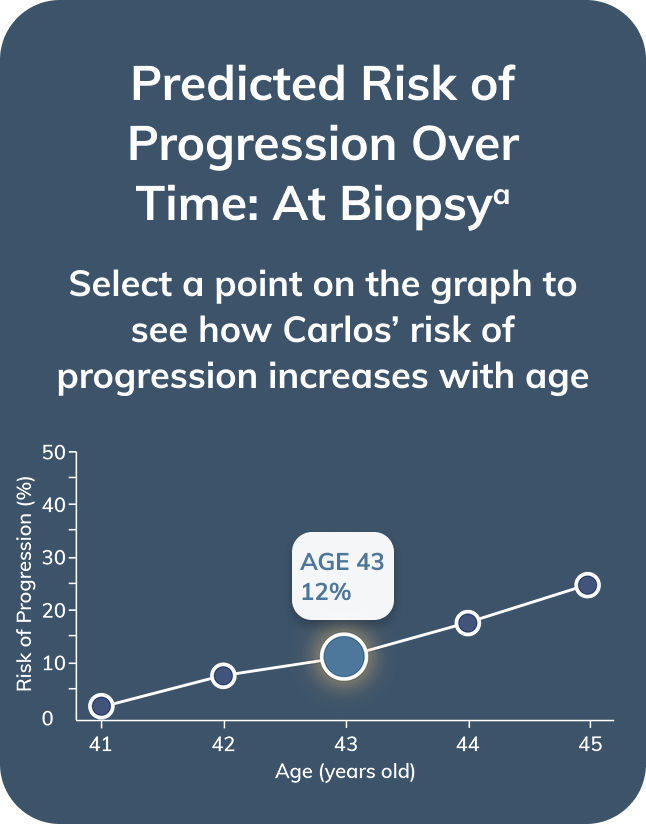 Predicted Risk of
Progression Over
Time: At Biopsyᵃ
Select a point on the graph to
see how Carlos’ risk of
progression increases with age
Risk of Progression (%)
50
40
30
20
10
0
AGE 43
12%
41 42 43 44 45
Age (years old)